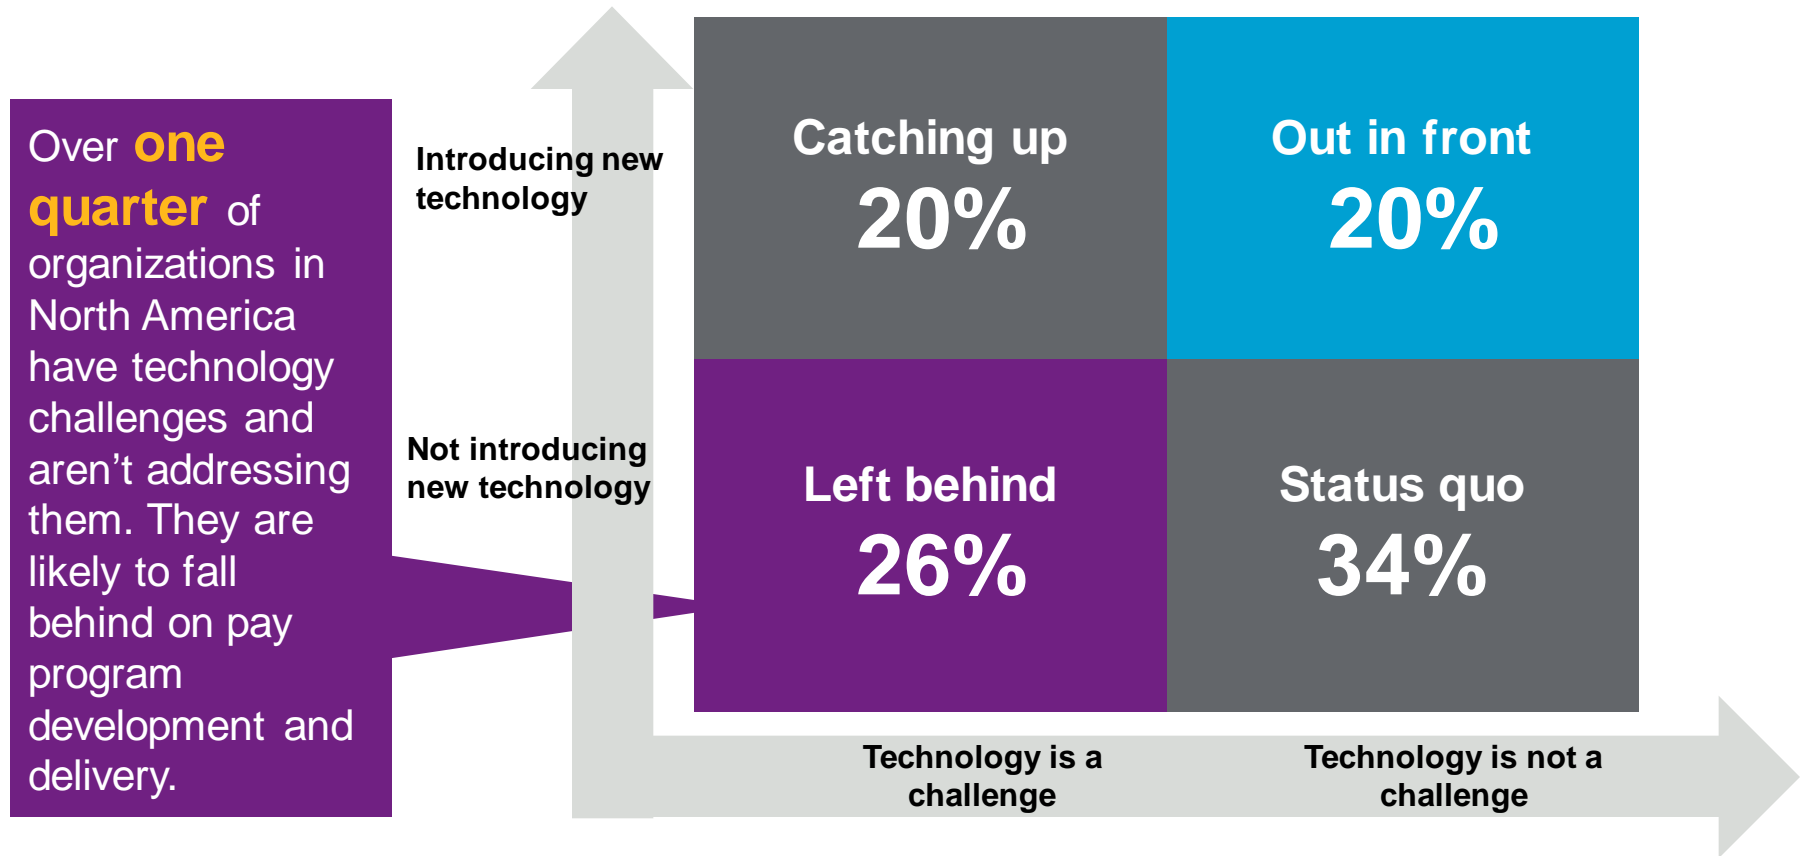 Over one
quarter of
organizations in
North America
have technology
challenges and
aren’t addressing
them. They are
likely to fall
behind on pay
program
development and
delivery.
Introducing new
technology
Not introducing
new technology
Catching up
20%
Out in front
20%
Left behind
26%
Status quo
34%
Technology is a
challenge
Technology is not a
challenge